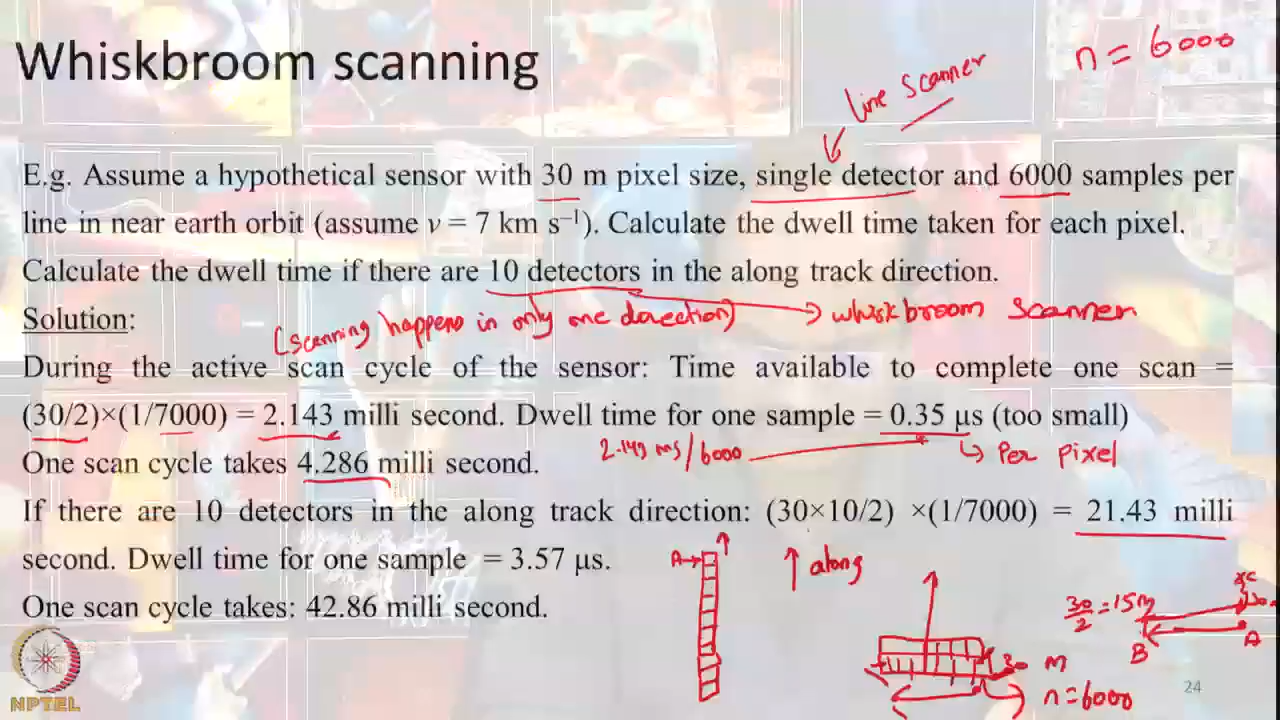 Whiskbroom scanning
n = 6000
line scanner
E.g. Assume a hypothetical sensor with 30 m pixel size, single detector and 6000 samples per
line in near earth orbit (assume v = 7 km s⁻¹). Calculate the dwell time taken for each pixel.
Calculate the dwell time if there are 10 detectors in the along track direction.
Solution:
(scanning happens in only one direction)
whiskbroom scanner
During the active scan cycle of the sensor: Time available to complete one scan =
(30/2)×(1/7000) = 2.143 milli second. Dwell time for one sample = 0.35 µs (too small)
2.143 ms/6000
Per pixel
One scan cycle takes 4.286 milli second.
If there are 10 detectors in the along track direction: (30×10/2) ×(1/7000) = 21.43 milli
second. Dwell time for one sample = 3.57 µs.
A
along
30/2 = 15m
A
B
One scan cycle takes: 42.86 milli second.
30 m
n=6000
NPTEL
24